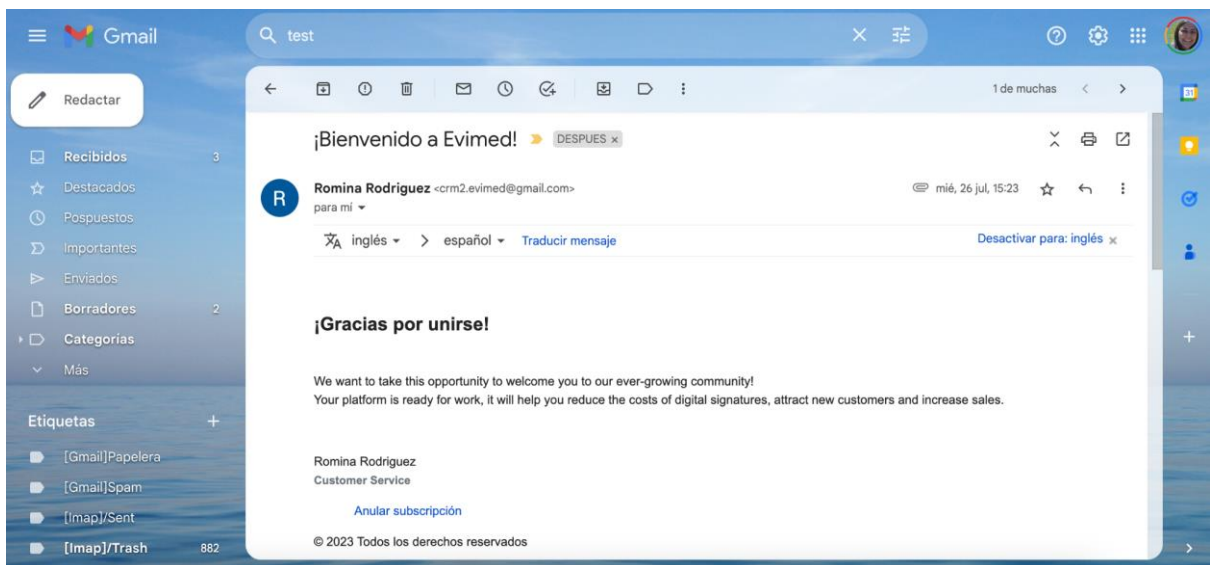 Gmail
test
Redactar
1 de muchas
31
¡Bienvenido a Evimed!
DESPUES ×
Recibidos 3
Destacados
Pospuestos
Importantes
Enviados
Borradores 2
Categorías
Más
R
Romina Rodriguez <crm2.evimed@gmail.com>
mié, 26 jul, 15:23
para mí
inglés > español Traducir mensaje
Desactivar para: inglés ×
¡Gracias por unirse!
We want to take this opportunity to welcome you to our ever-growing community!
Your platform is ready for work, it will help you reduce the costs of digital signatures, attract new customers and increase sales.
Romina Rodriguez
Customer Service
Anular subscripción
© 2023 Todos los derechos reservados
Etiquetas +
[Gmail]Papelera
[Gmail]Spam
[Imap]/Sent
[Imap]/Trash 882